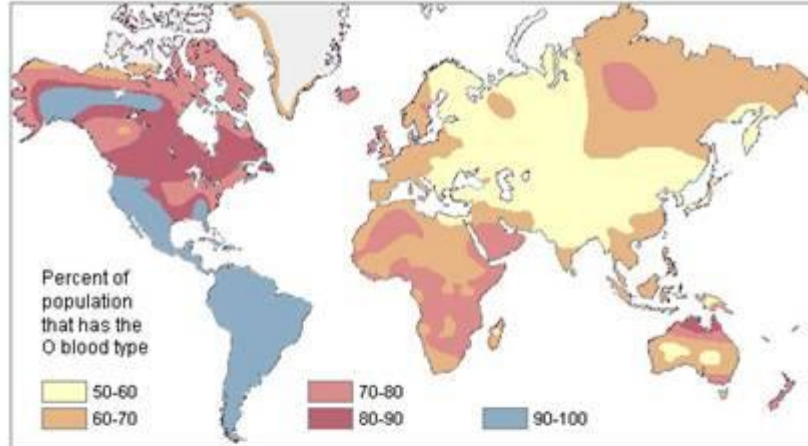 Percent of
population
that has the
O blood type
50-60
60-70
70-80
80-90
90-100